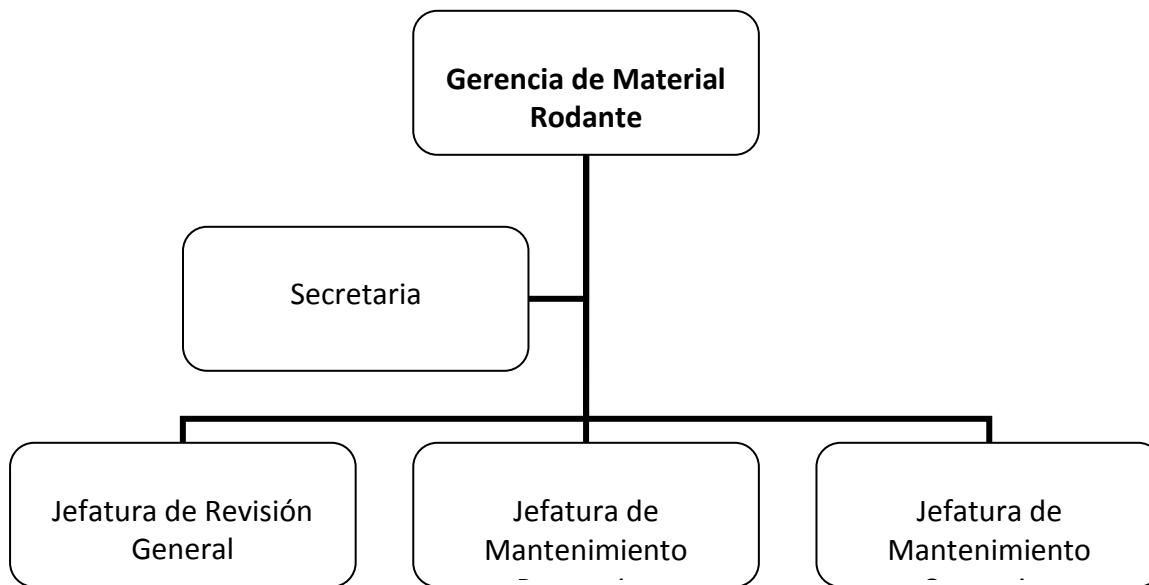 Gerencia de Material
Rodante
Secretaria
Jefatura de Revisión
General
Jefatura de
Mantenimiento
Jefatura de
Mantenimiento